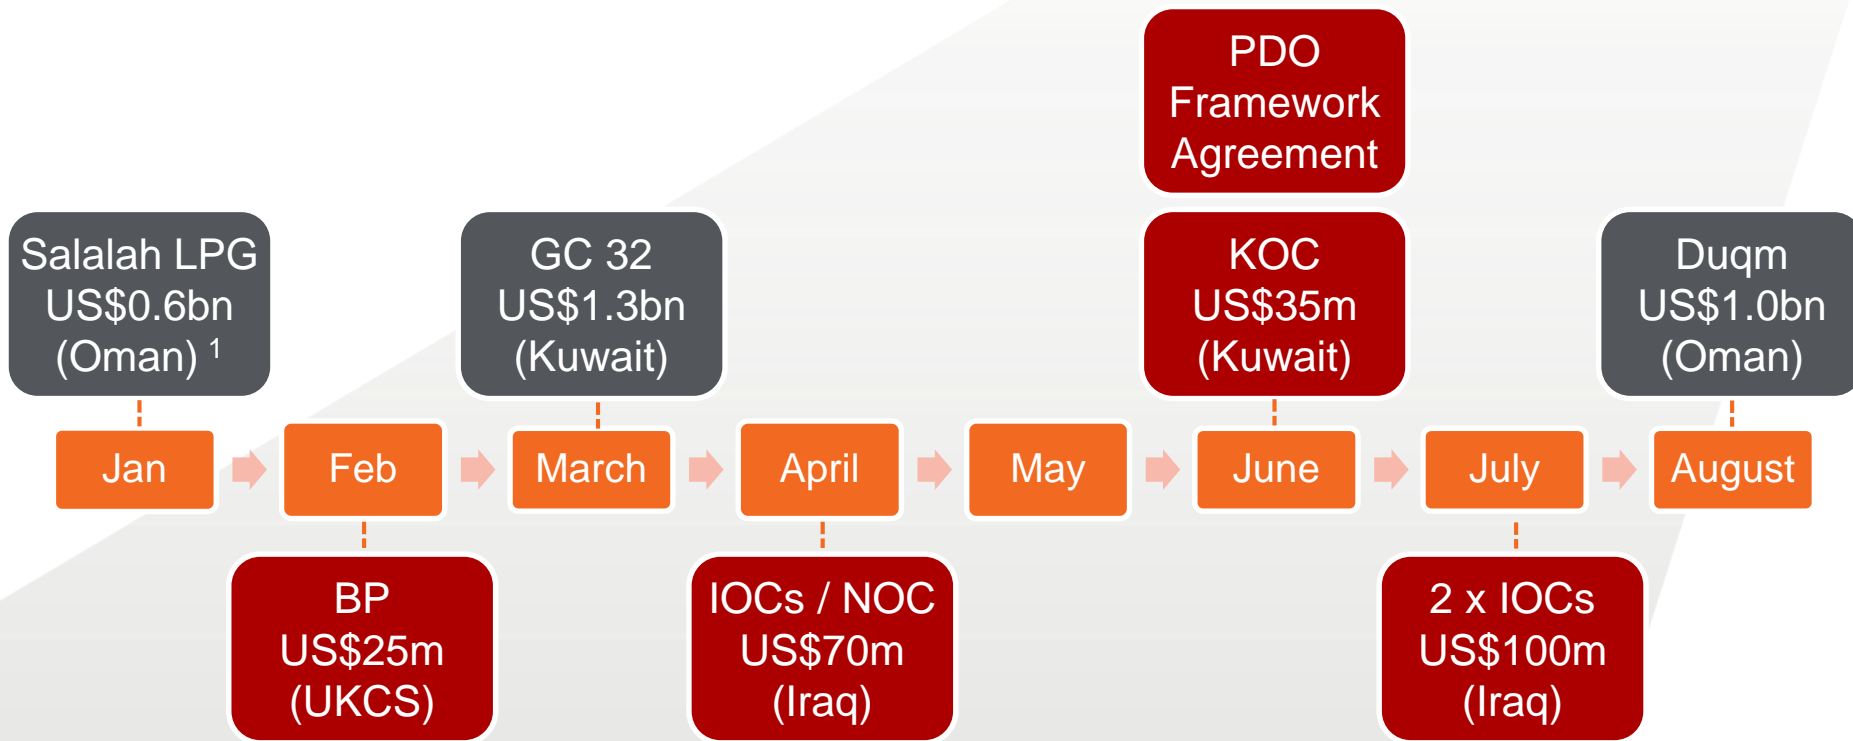 PDO
Framework
Agreement
Salalah LPG
US$0.6bn
(Oman) 1
GC 32
US$1.3bn
(Kuwait)
KOC
US$35m
(Kuwait)
Duqm
US$1.0bn
(Oman)
Jan
Feb
March
April
May
June
July
August
BP
US$25m
(UKCS)
IOCs / NOC
US$70m
(Iraq)
2 x IOCs
US$100m
(Iraq)